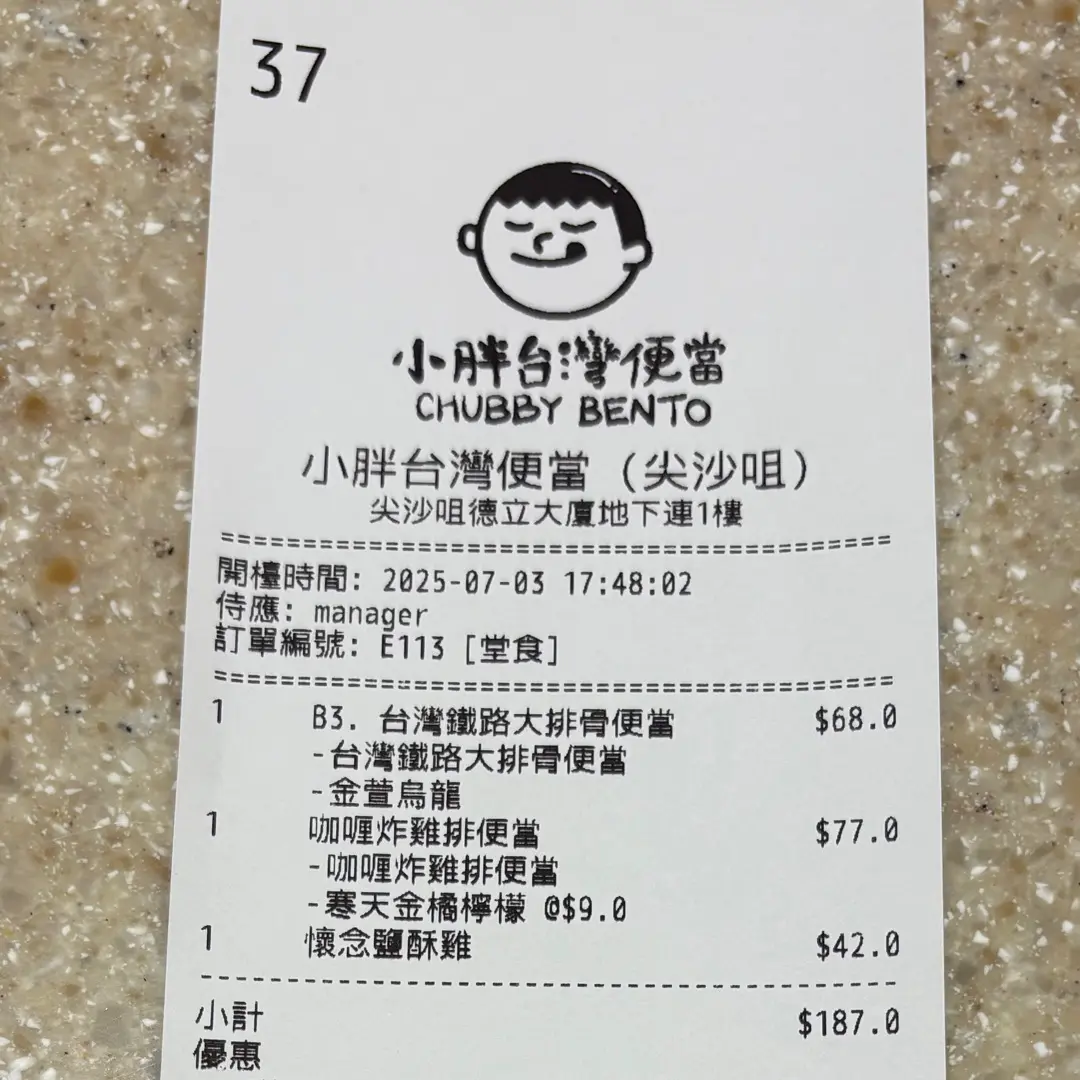 37
小胖台灣便當
CHUBBY BENTO
小胖台灣便當（尖沙咀）
尖沙咀德立大廈地下連1樓
開檯時間: 2025-07-03 17:48:02
侍應: manager
訂單編號: E113 [堂食]
1 B3. 台灣鐵路大排骨便當 $68.0
-台灣鐵路大排骨便當
-金萱烏龍
1 咖喱炸雞排便當 $77.0
-咖喱炸雞排便當
-寒天金橘檸檬 @$9.0
1 懷念鹽酥雞 $42.0
小計 $187.0
優惠